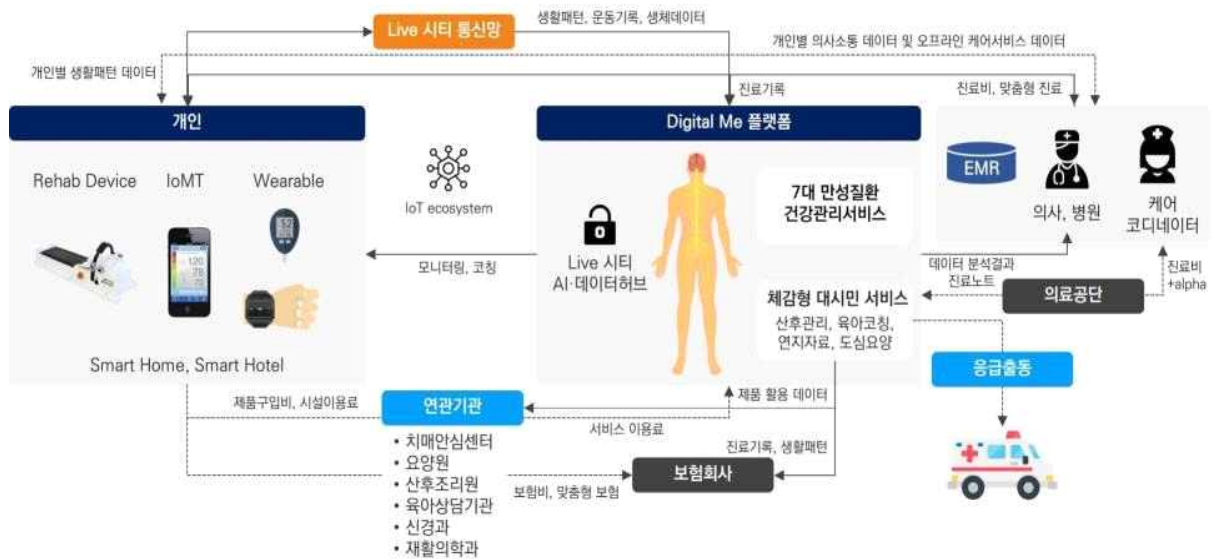 Live 시티 통신망
생활패턴, 운동기록, 생체데이터
개인별 의사소통 데이터 및 오프라인 케어서비스 데이터
개인별 생활패턴 데이터
진료기록
진료비, 맞춤형 진료
개인
Rehab Device
IoMT
Wearable
Smart Home, Smart Hotel
IoT ecosystem
모니터링, 코칭
Digital Me 플랫폼
Live 시티
AI·데이터허브
7대 만성질환
건강관리서비스
체감형 대시민 서비스
산후관리, 육아코칭,
연지자료, 도심요양
EMR
의사, 병원
케어
코디네이터
데이터 분석결과
진료노트
의료공단
진료비
+alpha
응급출동
제품구입비, 시설이용료
연관기관
서비스 이용료
제품 활용 데이터
• 치매안심센터
• 요양원
• 산후조리원
• 육아상담기관
• 신경과
• 재활의학과
보험비, 맞춤형 보험
진료기록, 생활패턴
보험회사